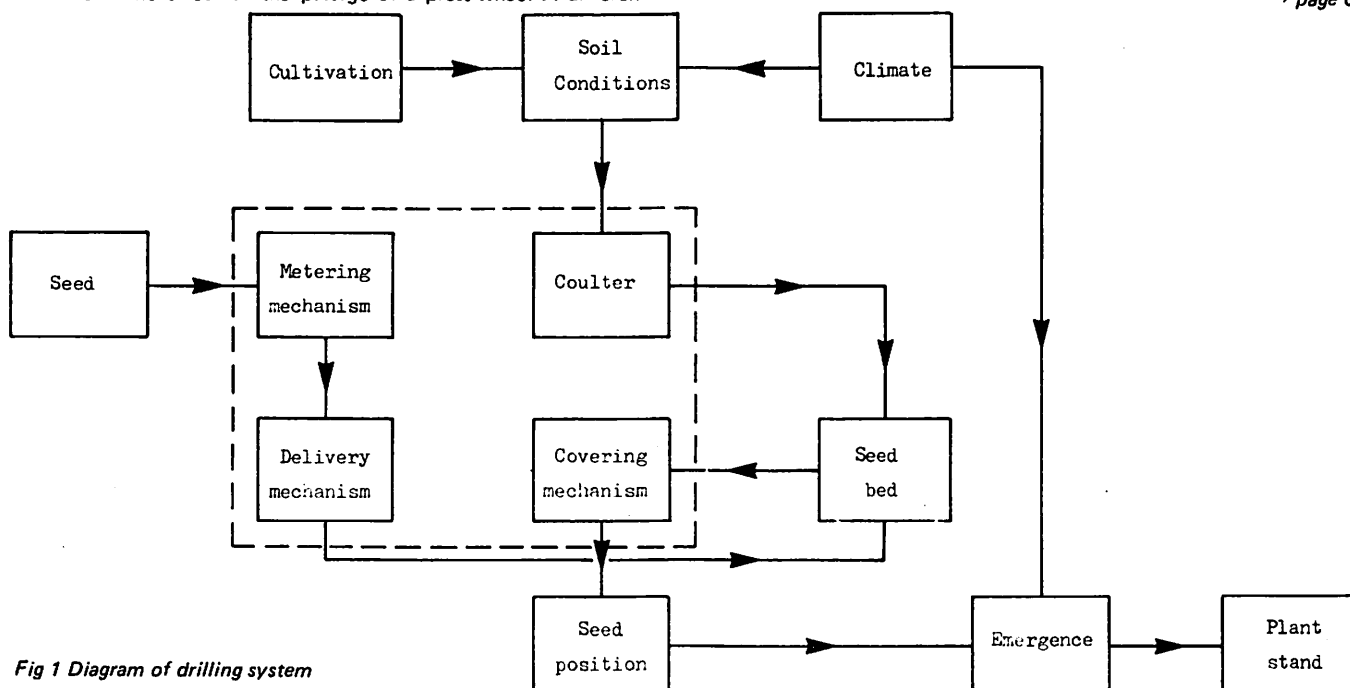 page
Cultivation
Soil
Conditions
Climate
Seed
Metering
mechanism
Coulter
Delivery
mechanism
Covering
mechanism
Seed
bed
Seed
position
Emergence
Plant
stand
Fig 1 Diagram of drilling system